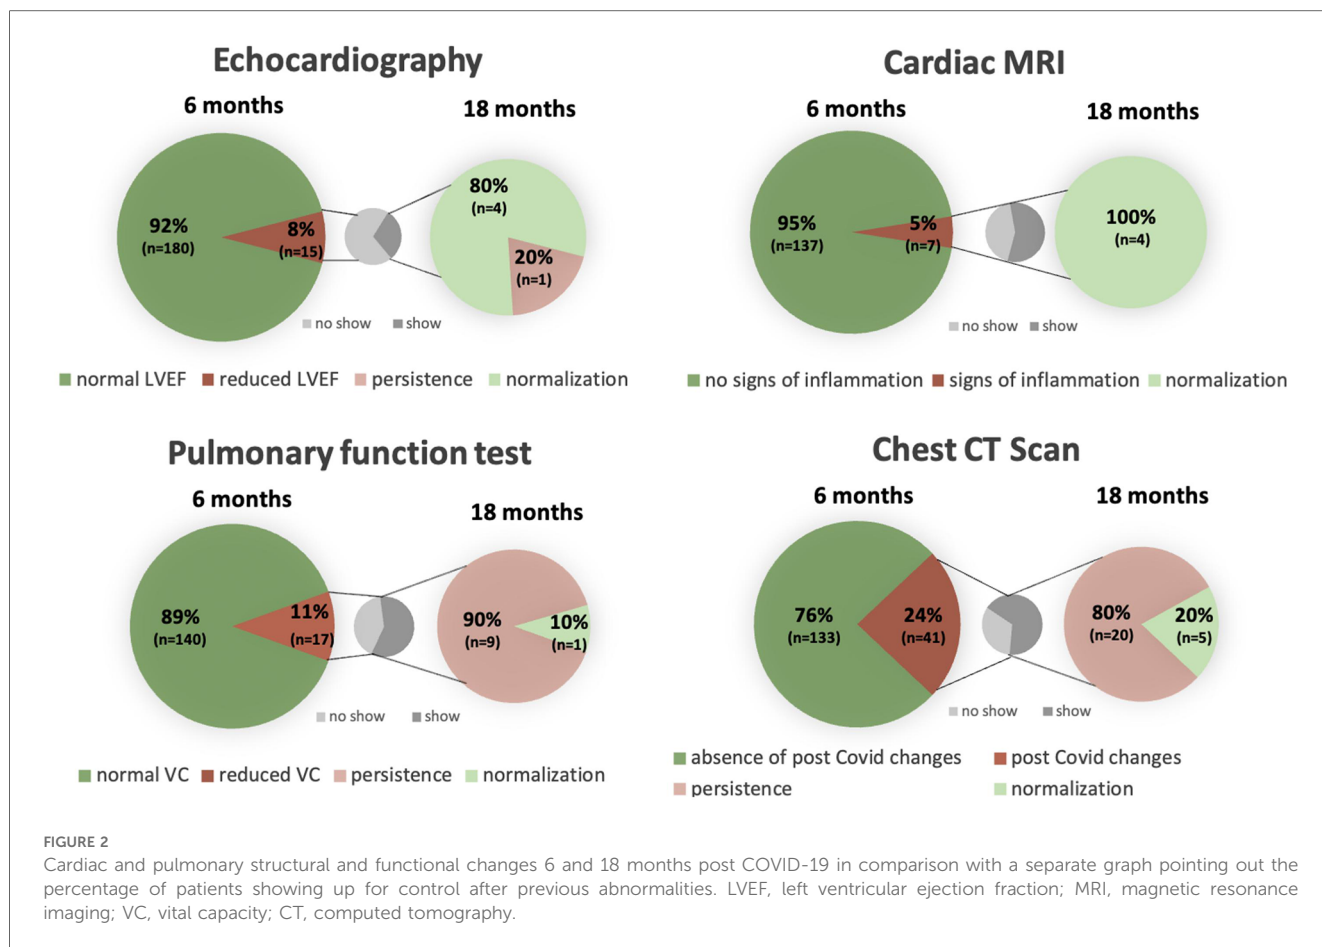 Echocardiography
6 months
18 months
92%
(n=180)
8%
(n=15)
80%
(n=4)
20%
(n=1)
no show show
normal LVEF reduced LVEF persistence normalization
Cardiac MRI
6 months
18 months
95%
(n=137)
5%
(n=7)
100%
(n=4)
no show show
no signs of inflammation signs of inflammation normalization
Pulmonary function test
6 months
18 months
89%
(n=140)
11%
(n=17)
90%
(n=9)
10%
(n=1)
no show show
normal VC reduced VC persistence normalization
Chest CT Scan
6 months
18 months
76%
(n=133)
24%
(n=41)
80%
(n=20)
20%
(n=5)
no show show
absence of post Covid changes post Covid changes
persistence normalization
FIGURE 2
Cardiac and pulmonary structural and functional changes 6 and 18 months post COVID-19 in comparison with a separate graph pointing out the
percentage of patients showing up for control after previous abnormalities. LVEF, left ventricular ejection fraction; MRI, magnetic resonance
imaging; VC, vital capacity; CT, computed tomography.